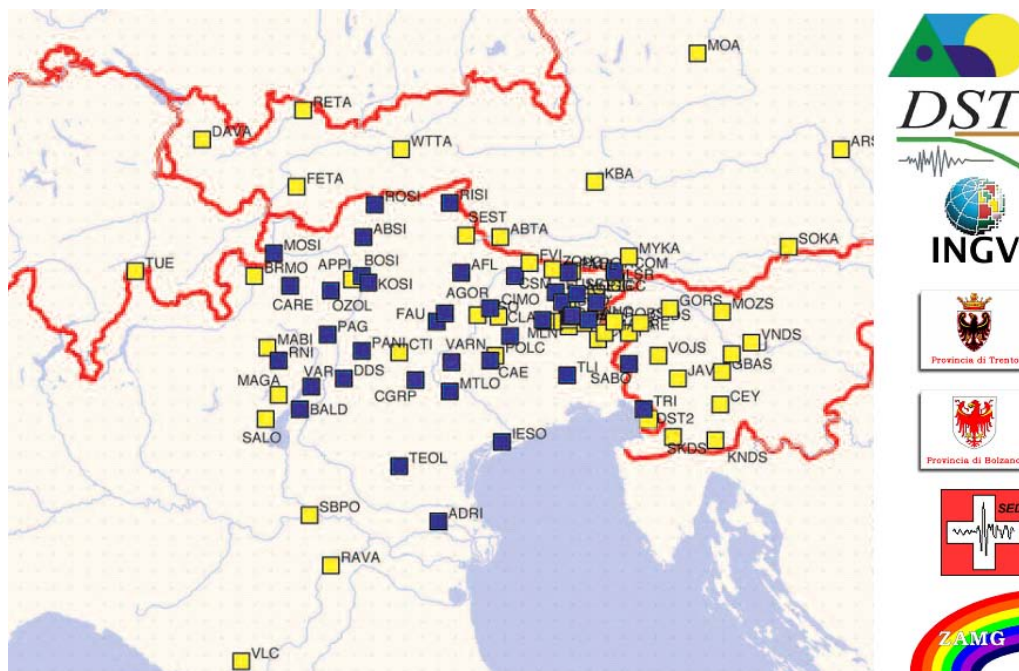 MOA
RETA
DAVA
WTTA
ARS
FETA
KBA
ROSI
RISI
ABSI
SEST
ABTA
MOSI
MYKA
SOKA
TUE
BRMO
APPI
BOSI
AFL
FVI
KOSI
CARE
OZOL
AGOR
CSM
CIMO
GORS
MOZS
FAU
CLA
PAG
MLN
VNDS
MABI
PANI
CTI
VARN
POLC
VOJS
RNI
CAE
TLI
SABO
JAV
GBAS
MAGA
VAR
DDS
CGRP
MTLO
BALD
TRI
CEY
DST2
SALO
IESO
SKDS
KNDS
TEOL
SBPO
ADRI
RAVA
VLC
DST
INGV
Provincia di Trento
Provincia di Bolzano
SED
ZAMG